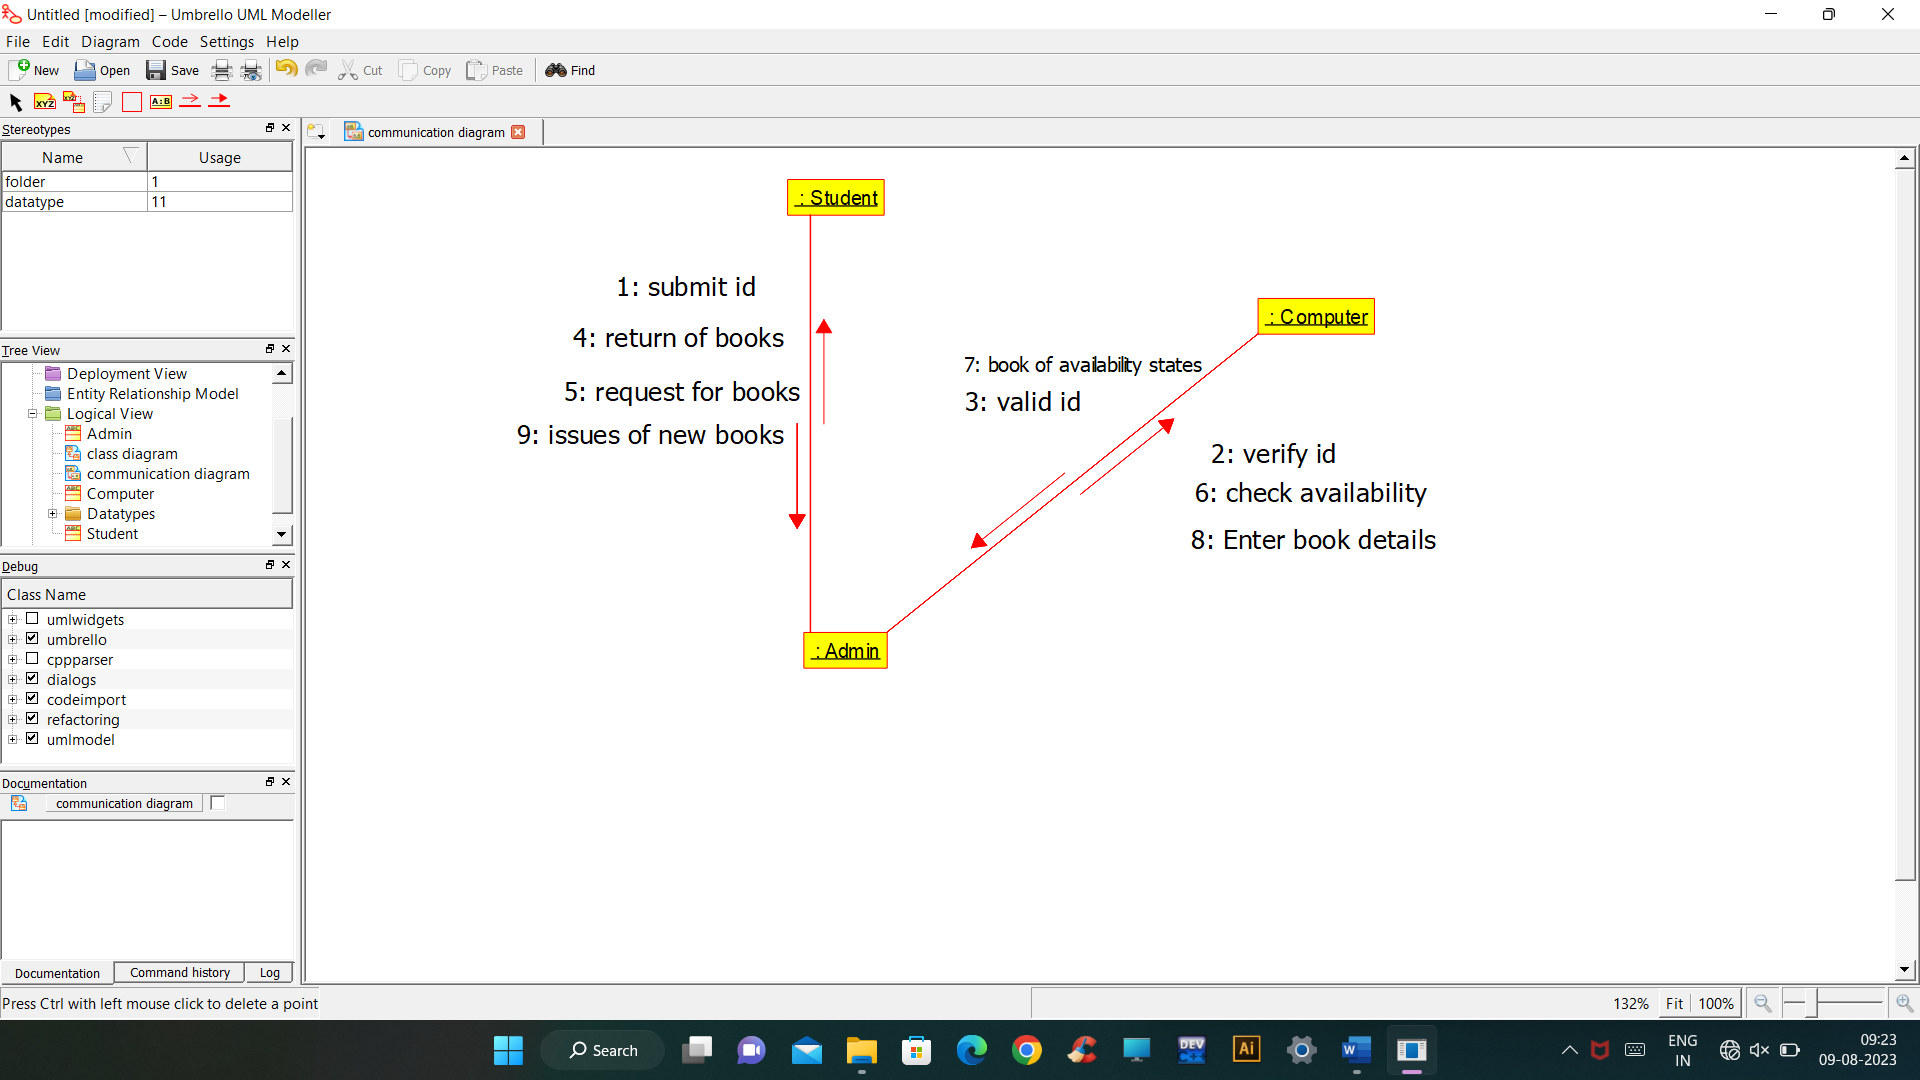 Untitled [modified] – Umbrello UML Modeller
File Edit Diagram Code Settings Help
New Open Save Cut Copy Paste Find
XYZ XYZ A:B
Stereotypes
communication diagram
Name Usage
folder 1
datatype 11
: Student
1: submit id
: Computer
4: return of books
7: book of availability states
5: request for books
3: valid id
9: issues of new books
2: verify id
6: check availability
8: Enter book details
: Admin
Tree View
Deployment View
Entity Relationship Model
Logical View
Admin
class diagram
communication diagram
Computer
Datatypes
Student
Debug
Class Name
umlwidgets
umbrello
cppparser
dialogs
codeimport
refactoring
umlmodel
Documentation
communication diagram
Documentation Command history Log
Press Ctrl with left mouse click to delete a point
132% Fit 100%
Search
DEV C++
Ai
W
ENG
IN
09:23
09-08-2023